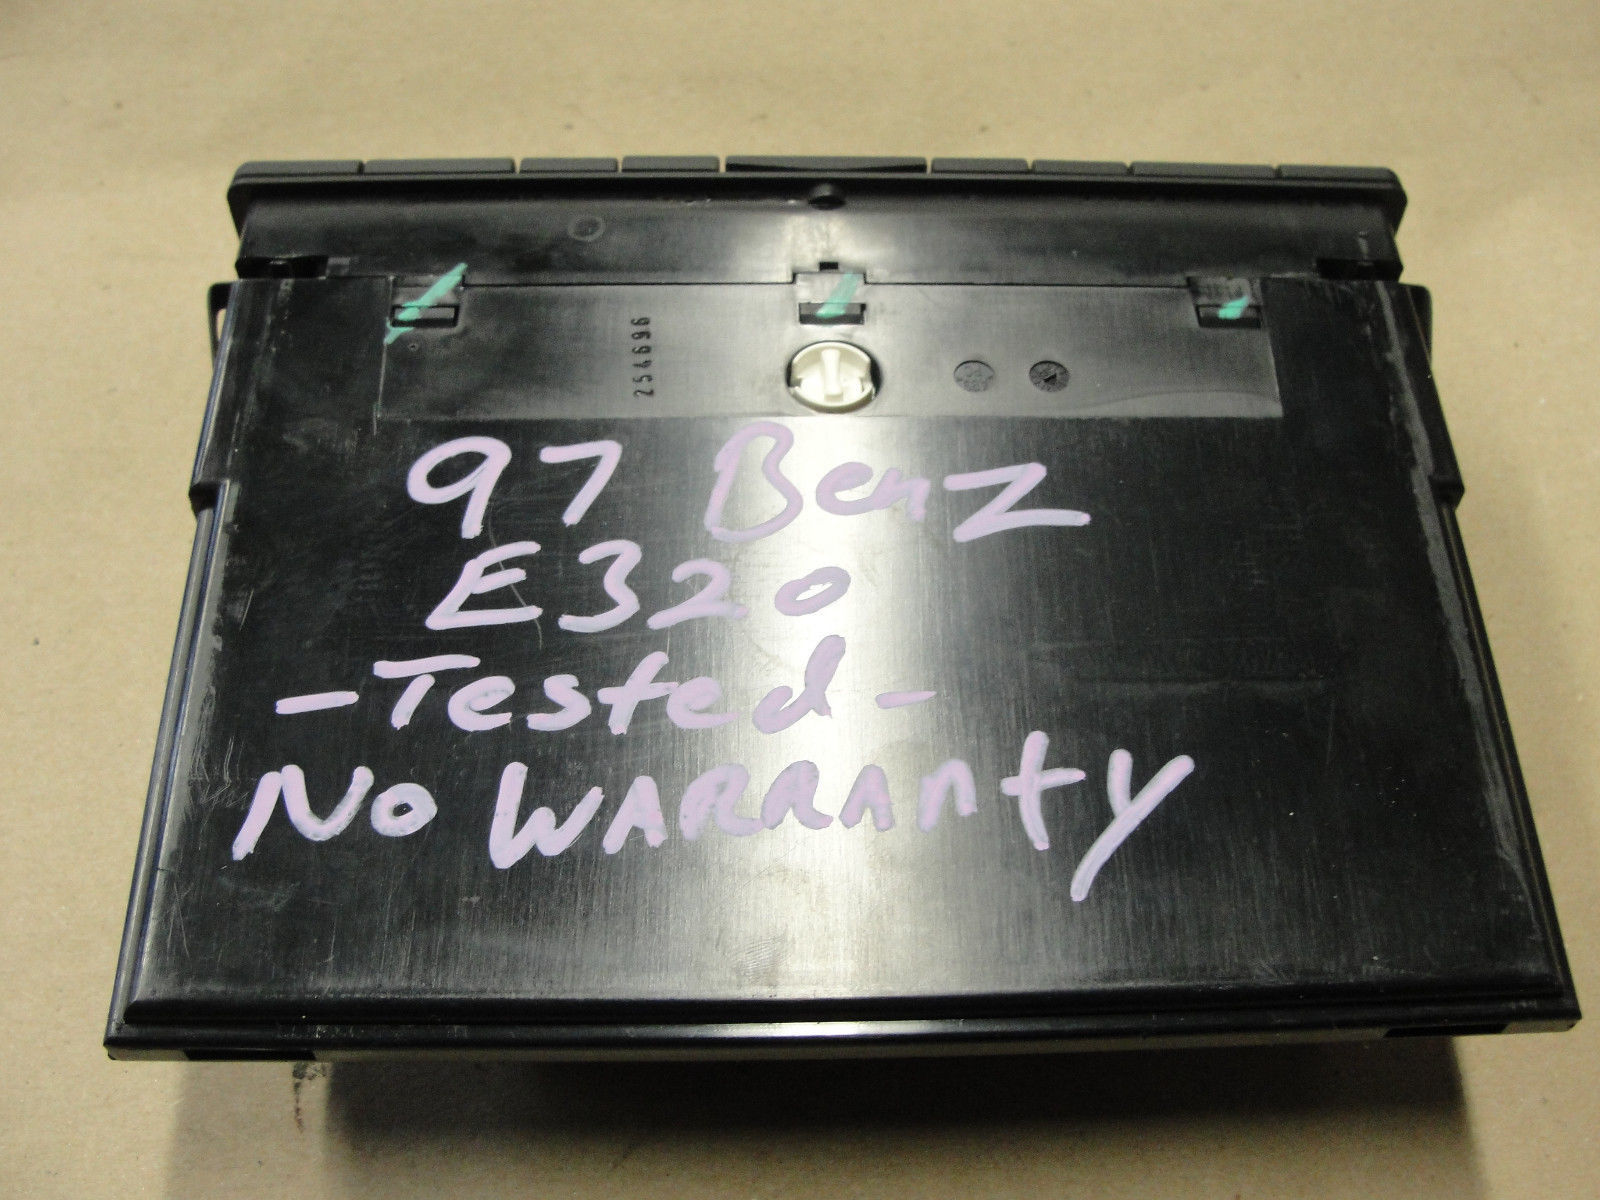 254696
97 Benz
E320
- Tested -
No WARRAnty